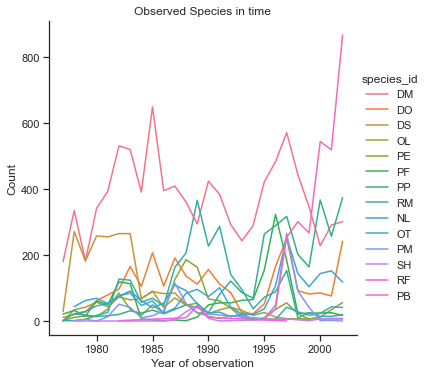 Observed Species in time
800
600
400
200
0
Count
1980
1985
1990
1995
2000
Year of observation
species_id
DM
DO
DS
OL
PE
PF
PP
RM
NL
OT
PM
SH
RF
PB